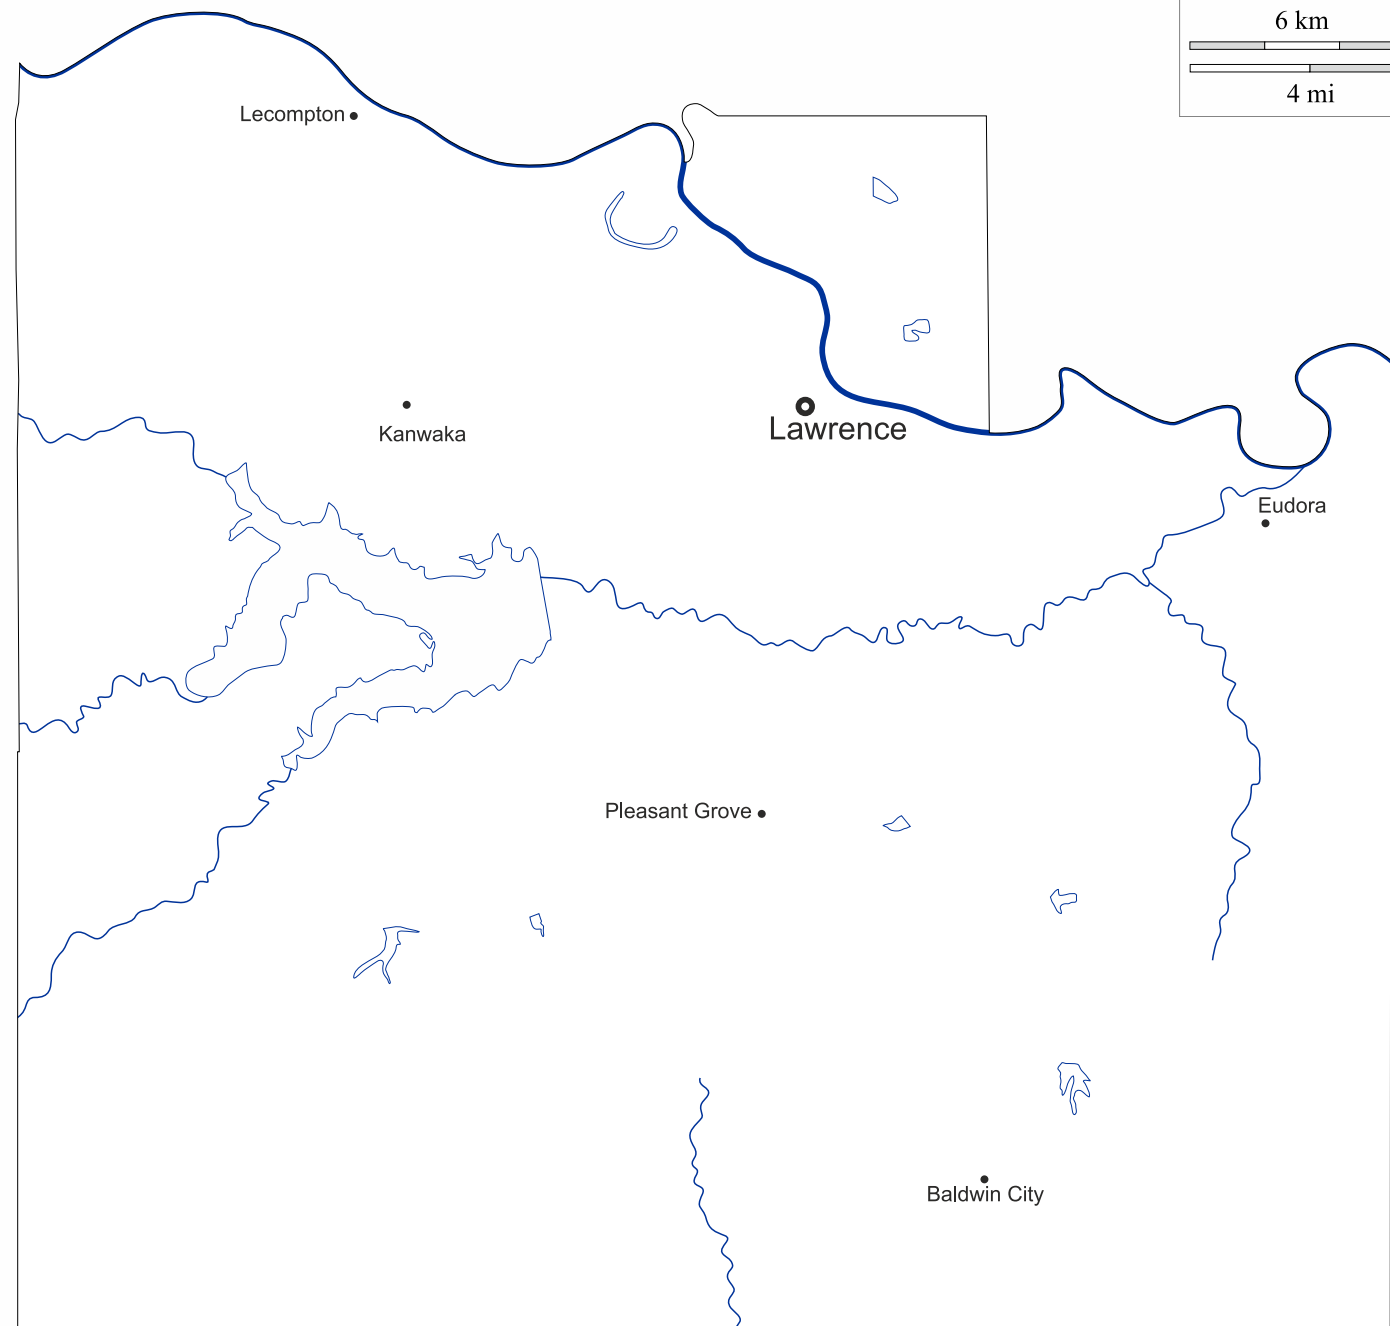 6 km
4 mi
Lecompton
Kanwaka
Lawrence
Eudora
Pleasant Grove
Baldwin City